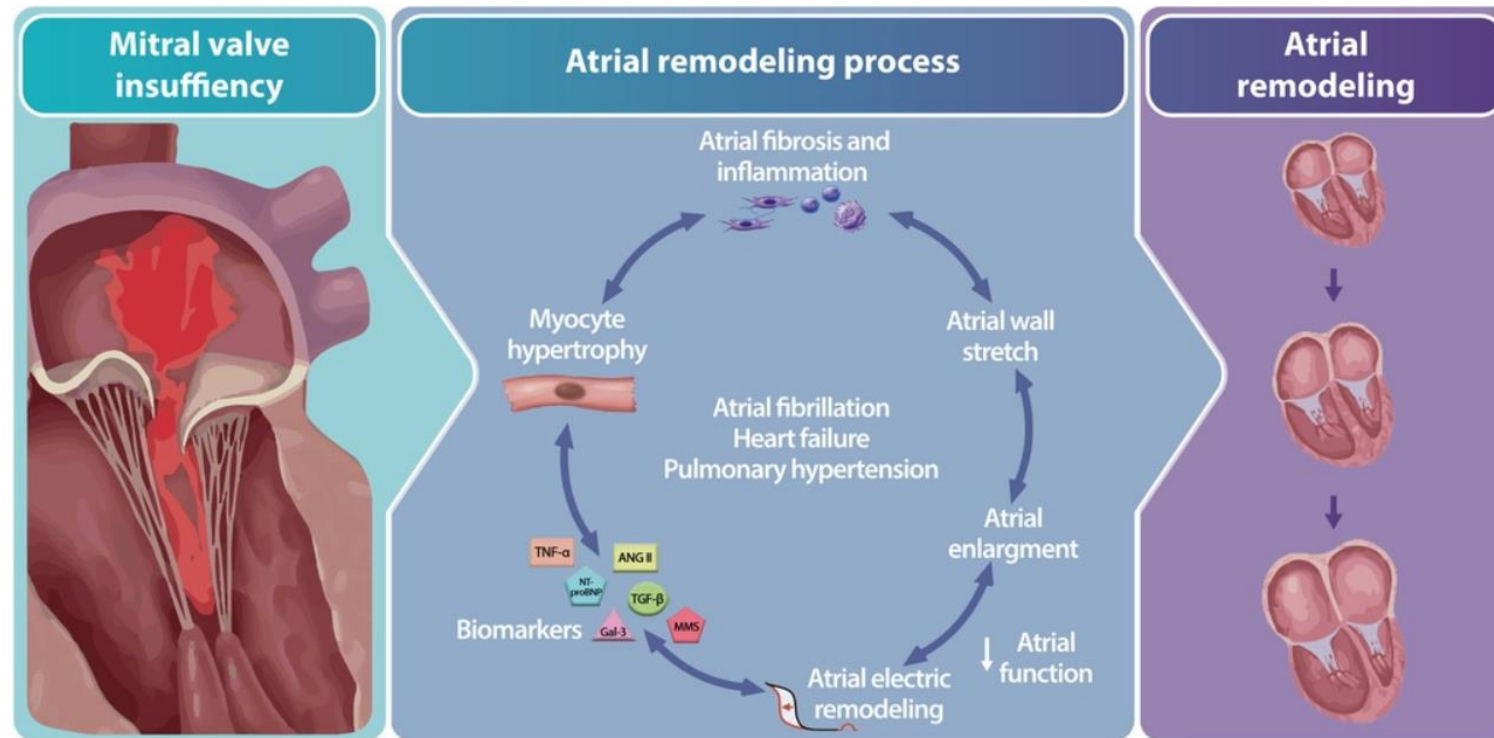 Mitral valve
insuffiency
Atrial remodeling process
Atrial
remodeling
Atrial fibrosis and
inflammation
Myocyte
hypertrophy
Atrial wall
stretch
Atrial fibrillation
Heart failure
Pulmonary hypertension
Atrial
enlargment
TNF-α
ANG II
NT-
proBNP
TGF-β
Biomarkers
Gal-3
MMS
Atrial
function
Atrial electric
remodeling